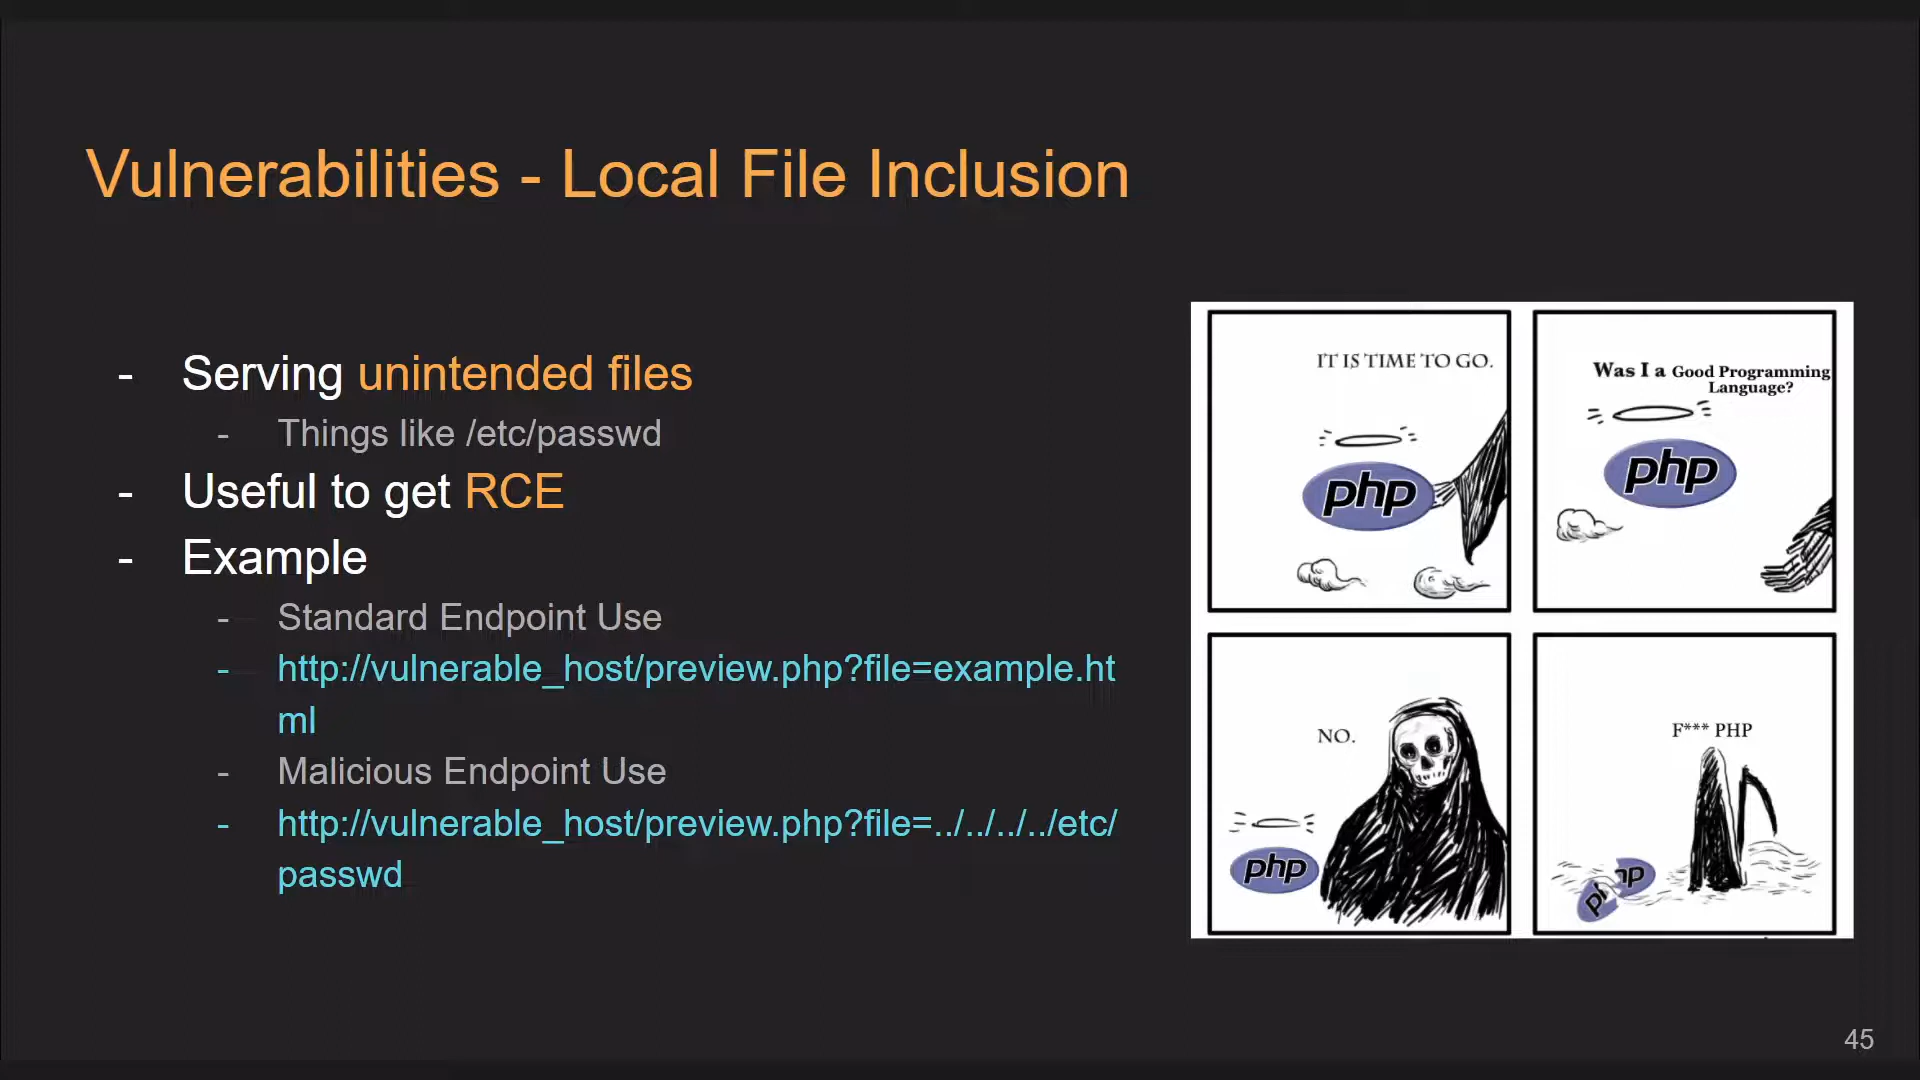 Vulnerabilities - Local File Inclusion
- Serving unintended files
- Things like /etc/passwd
- Useful to get RCE
- Example
- Standard Endpoint Use
- http://vulnerable_host/preview.php?file=example.ht
ml
- Malicious Endpoint Use
- http://vulnerable_host/preview.php?file=../../../../etc/
passwd
IT IS TIME TO GO.
php
Was I a Good Programming
Language?
php
NO.
php
F*** PHP
php
45